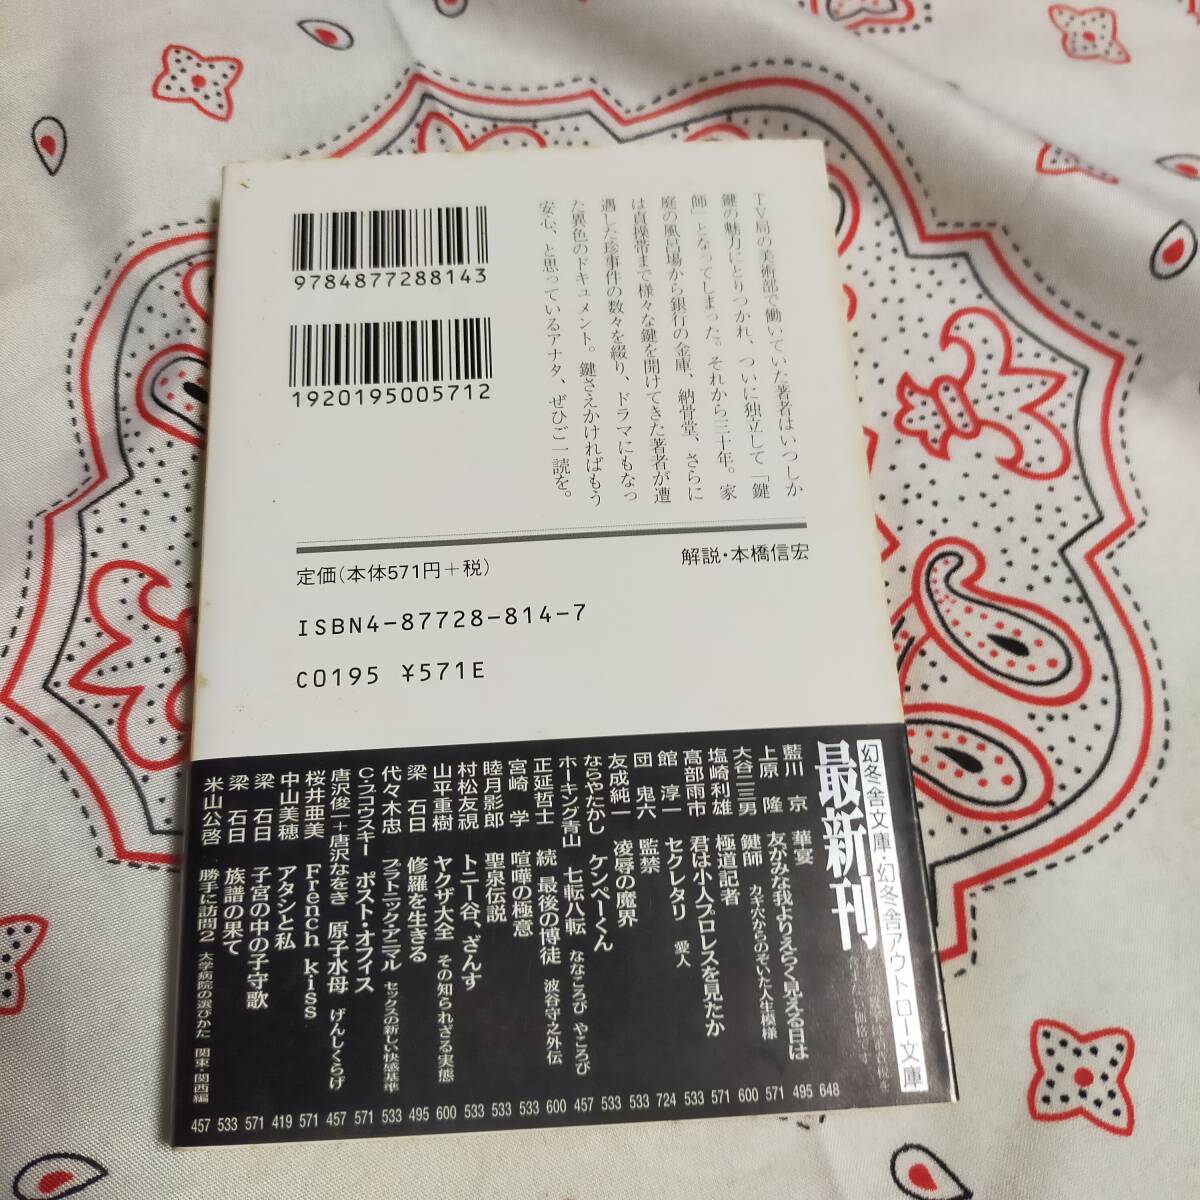 9784877288143
1920195005712
TV局の美術部で働いていた著者はいつしか
鍵の魅力にとりつかれ、ついに独立して「鍵
師」となってしまった。それから三十年。家
庭の風呂場から銀行の金庫、納骨堂、さらに
は貞操帯まで様々な鍵を開けてきた著者が遭
遇した珍事件の数々を綴り、ドラマにもなっ
た異色のドキュメント。鍵さえかければもう
安心、と思っているアナタ、ぜひご一読を。
定価(本体571円+税)
解説・本橋信宏
ISBN4-87728-814-7
C0195 ¥571E
幻冬舎文庫・幻冬舎アウトロー文庫
最新刊
藍川 京 華宴 648
上原 隆 友がみな我よりえらく見える日は 495
大谷二三男 鍵師 カギ穴からのぞいた人生模様 571
塩崎利雄 極道記者 600
高部雨市 君は小人プロレスを見たか 571
館 淳一 セクレタリ 愛人 533
団 鬼六 監禁 724
友成純一 凌辱の魔界 533
ならやたかし ケンペーくん 533
ホーキング青山 七転八転 ななころび やころび 457
正延哲士 続 最後の博徒 波谷守之外伝 600
宮崎 学 喧嘩の極意 533
睦月影郎 聖泉伝説 533
村松友視 トニー谷、ざんす 533
山平重樹 ヤクザ大全 その知られざる実態 600
梁 石日 修羅を生きる 495
代々木忠 プラトニック・アニマル セックスの新しい快感基準 533
C・ブコウスキー ポスト・オフィス 571
唐沢俊一+唐沢なをき 原子水母 げんしくらげ 457
桜井亜美 French kiss 571
中山美穂 アタシと私 419
梁 石日 子宮の中の子守歌 571
梁 石日 族譜の果て 533
米山公啓 勝手に訪問2 大学病院の選びかた 関東・関西編 457